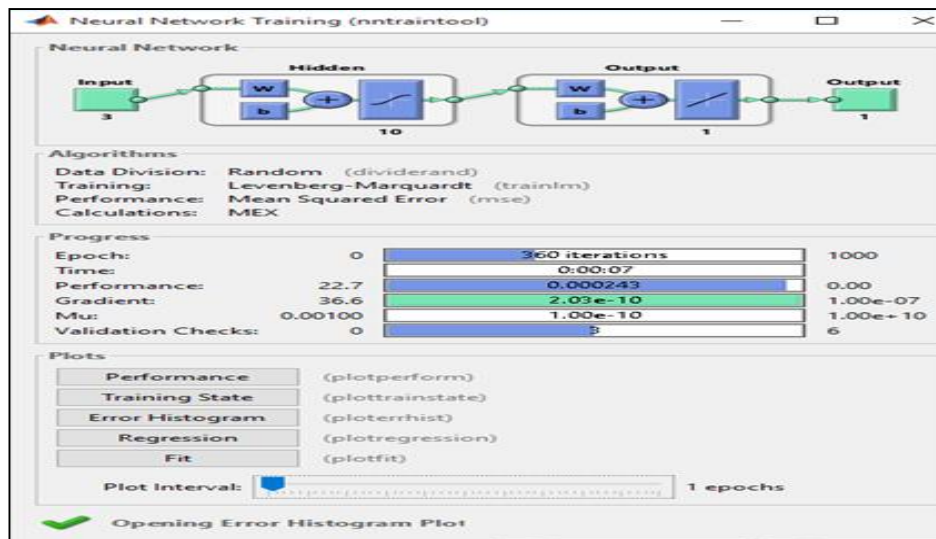 Neural Network Training (nntraintool)
Neural Network
Hidden
Output
Input
W
b
W
b
Output
3
10
1
1
Algorithms
Data Division: Random (dividerand)
Training: Levenberg-Marquardt (trainlm)
Performance: Mean Squared Error (mse)
Calculations: MEX
Progress
Epoch: 0 360 iterations 1000
Time: 0:00:07
Performance: 22.7 0.000243 0.00
Gradient: 36.6 2.03e-10 1.00e-07
Mu: 0.00100 1.00e-10 1.00e+10
Validation Checks: 0 3 6
Plots
Performance (plotperform)
Training State (plottrainstate)
Error Histogram (ploterrhist)
Regression (plotregression)
Fit (plotfit)
Plot Interval: 1 epochs
Opening Error Histogram Plot